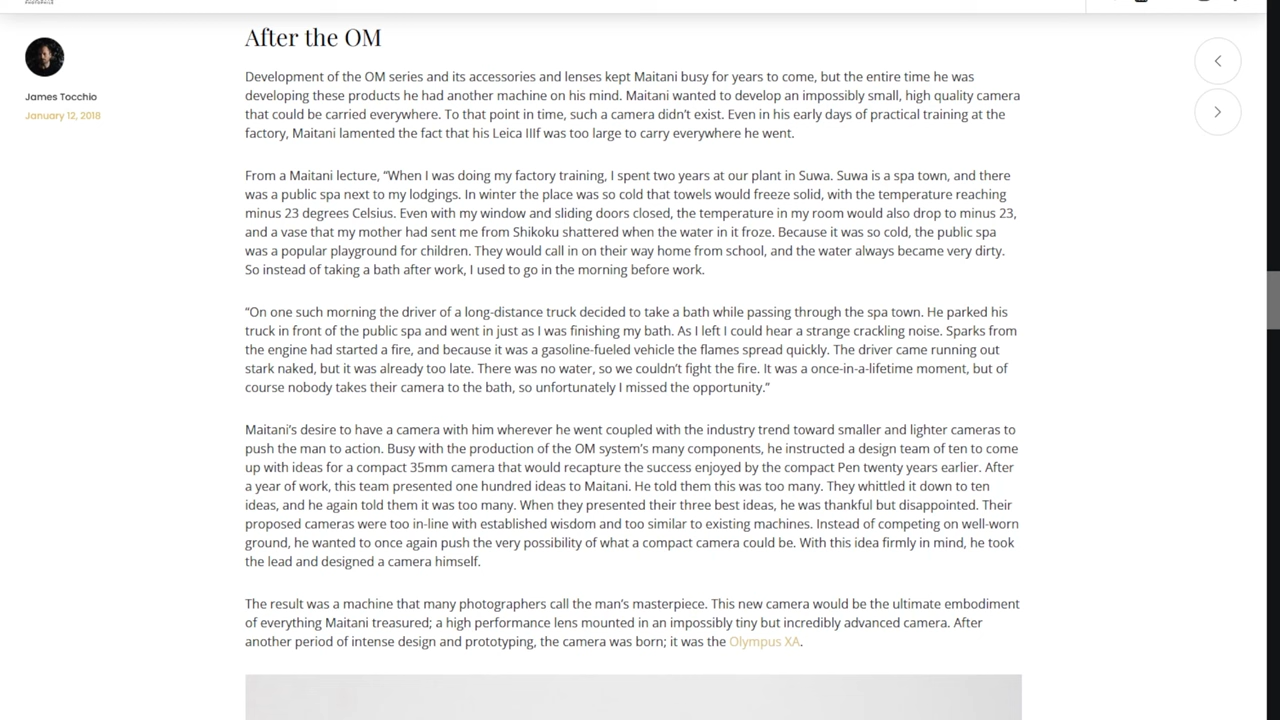 After the OM
James Tocchio
January 12, 2018
Development of the OM series and its accessories and lenses kept Maitani busy for years to come, but the entire time he was
developing these products he had another machine on his mind. Maitani wanted to develop an impossibly small, high quality camera
that could be carried everywhere. To that point in time, such a camera didn’t exist. Even in his early days of practical training at the
factory, Maitani lamented the fact that his Leica IIIf was too large to carry everywhere he went.
From a Maitani lecture, “When I was doing my factory training, I spent two years at our plant in Suwa. Suwa is a spa town, and there
was a public spa next to my lodgings. In winter the place was so cold that towels would freeze solid, with the temperature reaching
minus 23 degrees Celsius. Even with my window and sliding doors closed, the temperature in my room would also drop to minus 23,
and a vase that my mother had sent me from Shikoku shattered when the water in it froze. Because it was so cold, the public spa
was a popular playground for children. They would call in on their way home from school, and the water always became very dirty.
So instead of taking a bath after work, I used to go in the morning before work.
“On one such morning the driver of a long-distance truck decided to take a bath while passing through the spa town. He parked his
truck in front of the public spa and went in just as I was finishing my bath. As I left I could hear a strange crackling noise. Sparks from
the engine had started a fire, and because it was a gasoline-fueled vehicle the flames spread quickly. The driver came running out
stark naked, but it was already too late. There was no water, so we couldn’t fight the fire. It was a once-in-a-lifetime moment, but of
course nobody takes their camera to the bath, so unfortunately I missed the opportunity.”
Maitani’s desire to have a camera with him wherever he went coupled with the industry trend toward smaller and lighter cameras to
push the man to action. Busy with the production of the OM system’s many components, he instructed a design team of ten to come
up with ideas for a compact 35mm camera that would recapture the success enjoyed by the compact Pen twenty years earlier. After
a year of work, this team presented one hundred ideas to Maitani. He told them this was too many. They whittled it down to ten
ideas, and he again told them it was too many. When they presented their three best ideas, he was thankful but disappointed. Their
proposed cameras were too in-line with established wisdom and too similar to existing machines. Instead of competing on well-worn
ground, he wanted to once again push the very possibility of what a compact camera could be. With this idea firmly in mind, he took
the lead and designed a camera himself.
The result was a machine that many photographers call the man’s masterpiece. This new camera would be the ultimate embodiment
of everything Maitani treasured; a high performance lens mounted in an impossibly tiny but incredibly advanced camera. After
another period of intense design and prototyping, the camera was born; it was the Olympus XA.